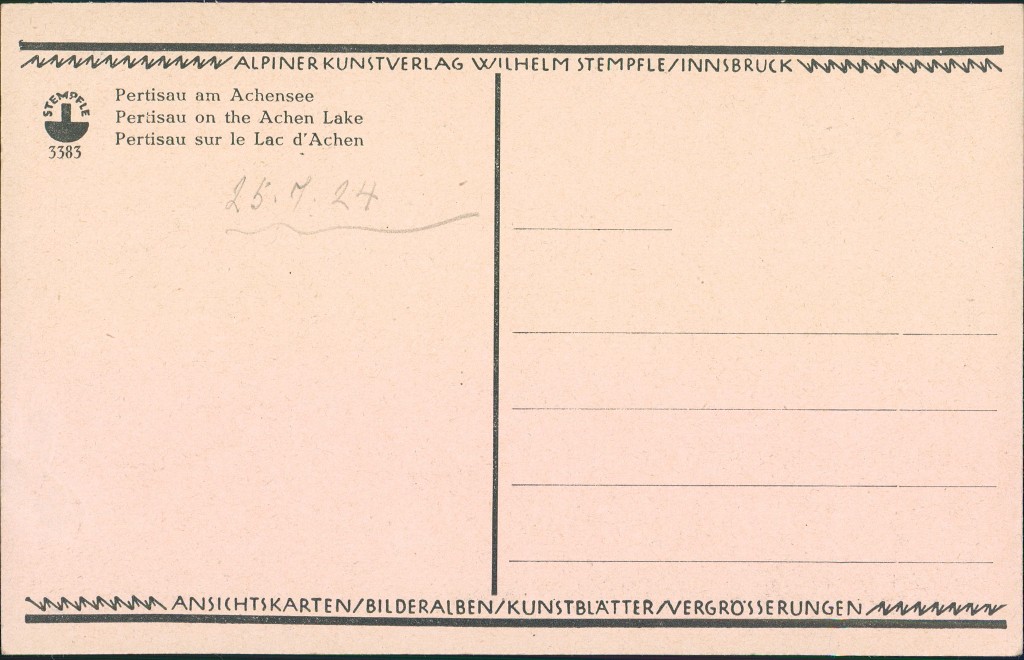 ALPINER KUNSTVERLAG WILHELM STEMPFLE/INNSBRUCK
STEMPFLE
3383
Pertisau am Achensee
Pertisau on the Achen Lake
Pertisau sur le Lac d'Achen
25.7.24
ANSICHTSKARTEN/BILDERALBEN/KUNSTBLÄTTER/VERGRÖSSERUNGEN